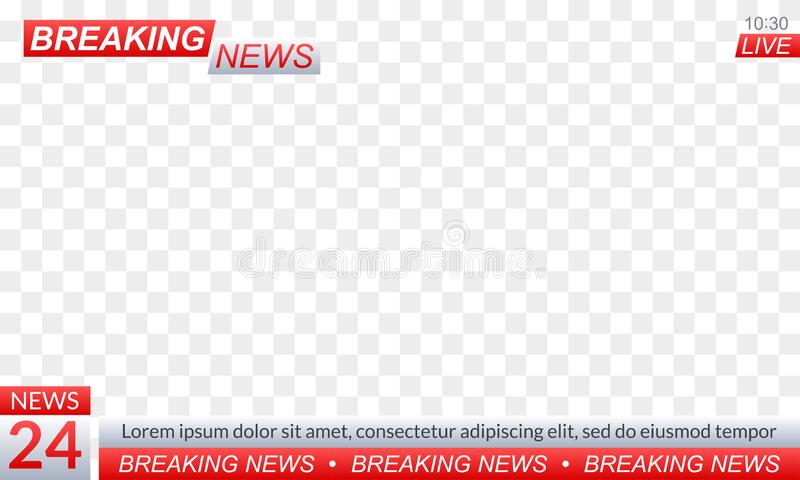 BREAKING
NEWS
10:30
LIVE
dreamstime
NEWS
24
Lorem ipsum dolor sit amet, consectetur adipiscing elit, sed do eiusmod tempor
BREAKING NEWS • BREAKING NEWS • BREAKING NEWS